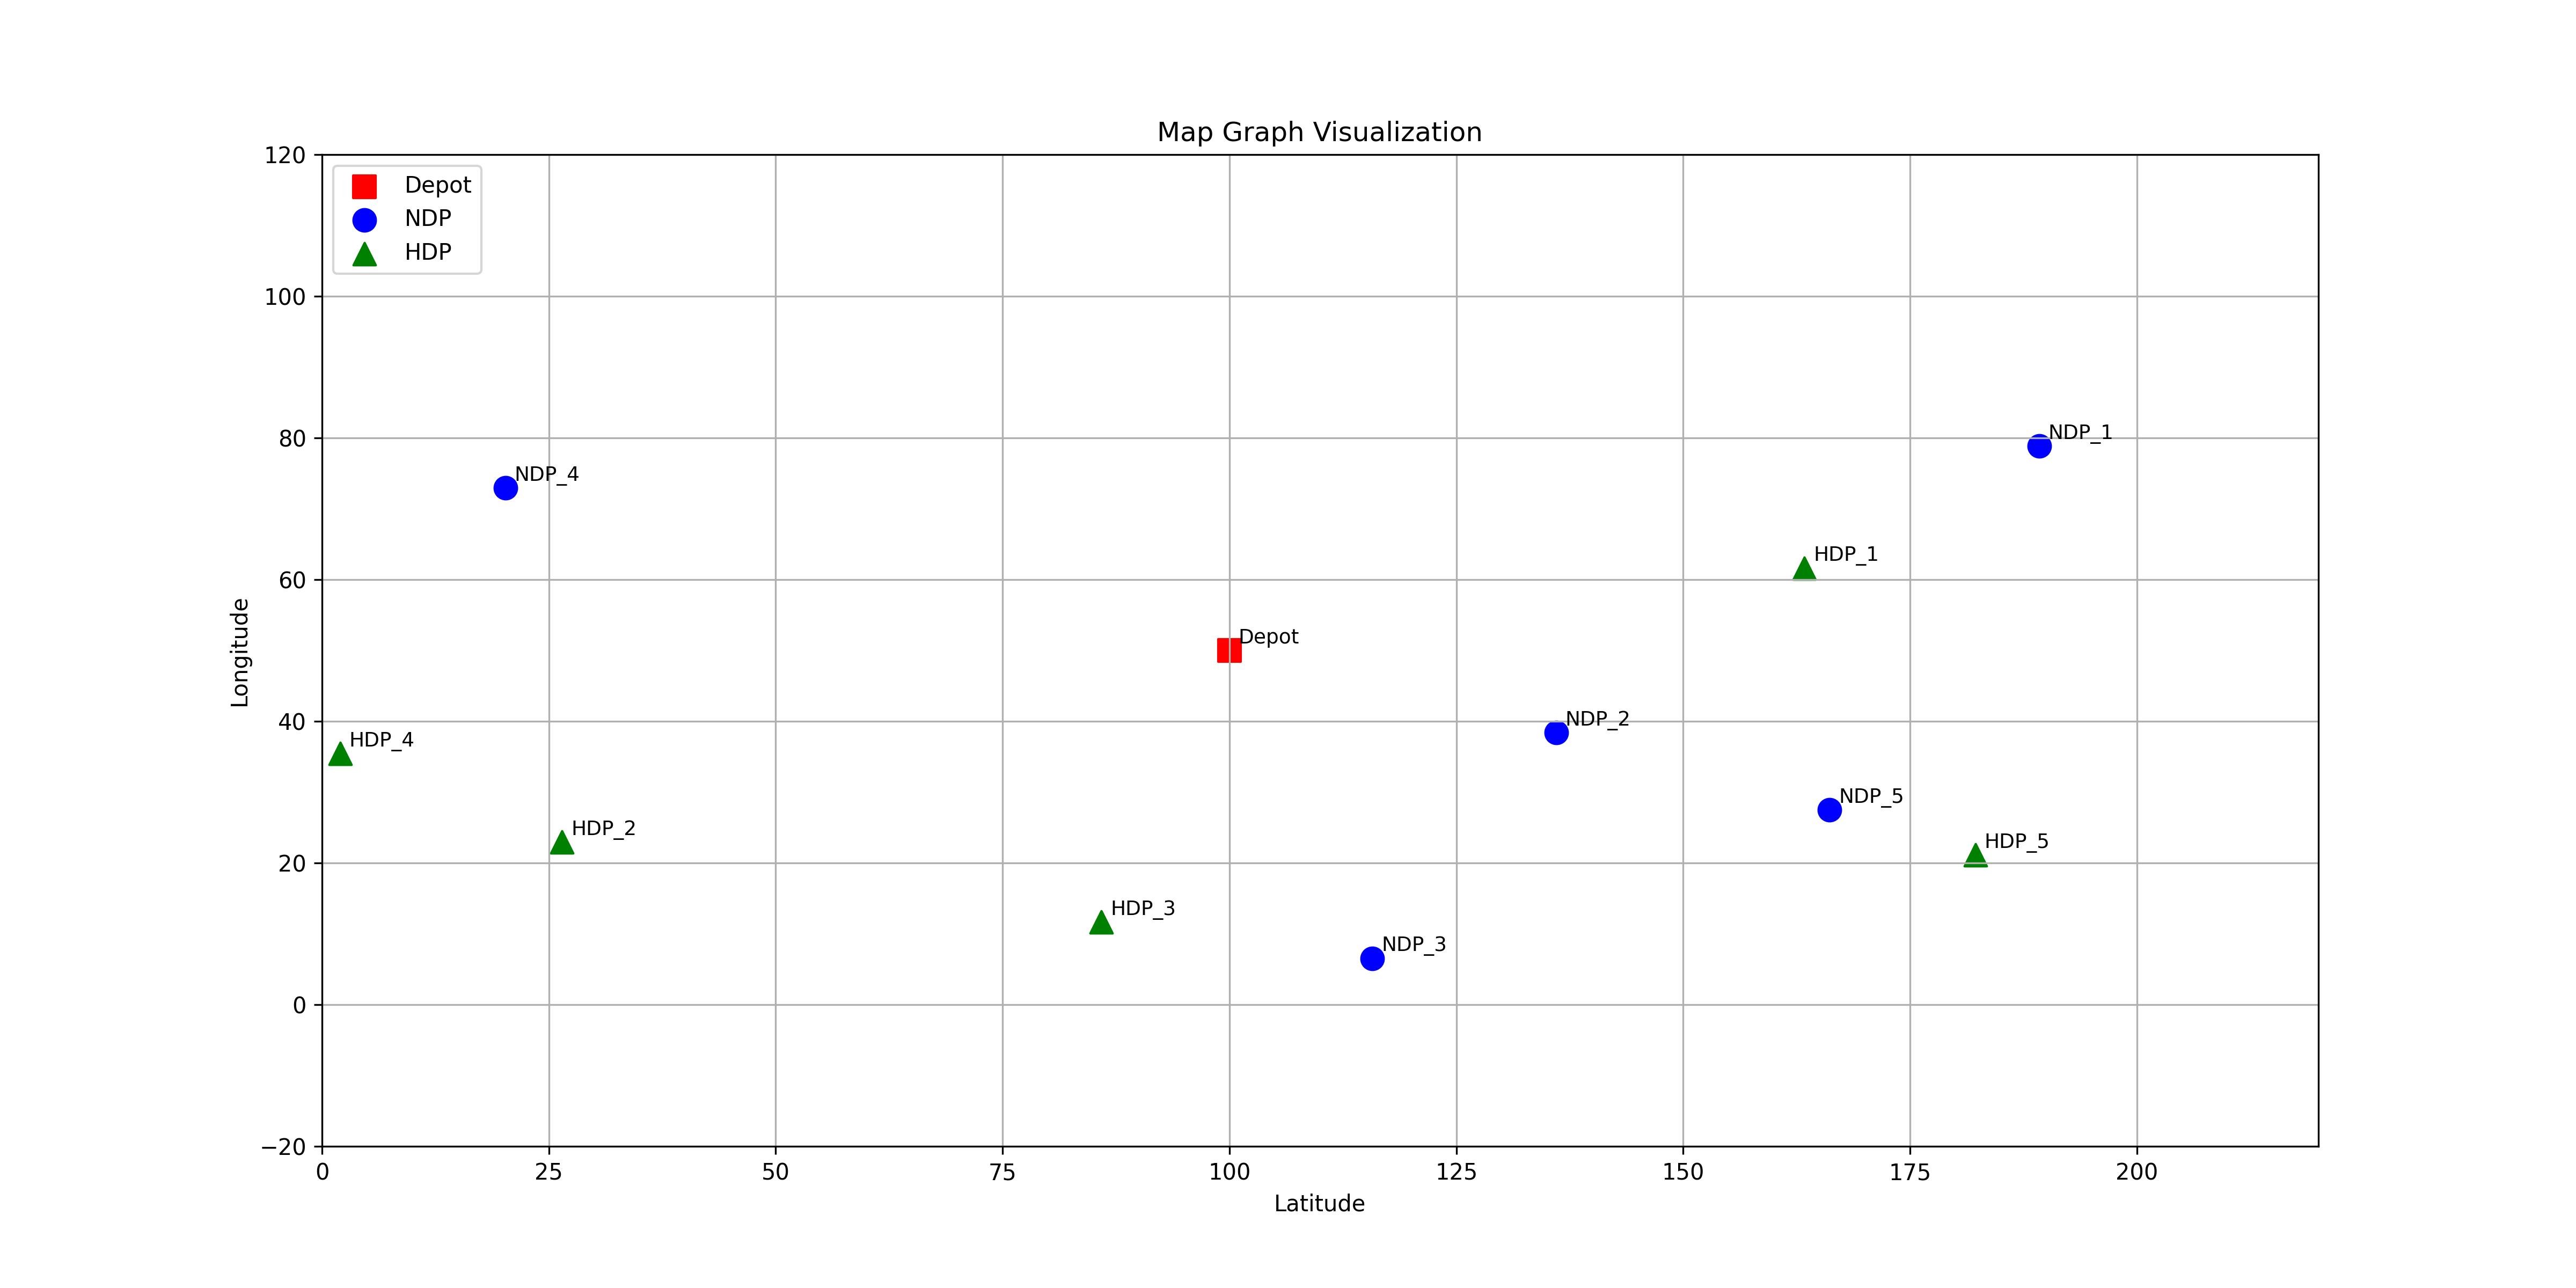 Map Graph Visualization
120
100
80
60
40
20
0
−20
Longitude
Depot
NDP
HDP
NDP_1
NDP_4
HDP_1
Depot
NDP_2
HDP_4
NDP_5
HDP_2
HDP_5
HDP_3
NDP_3
0 25 50 75 100 125 150 175 200
Latitude